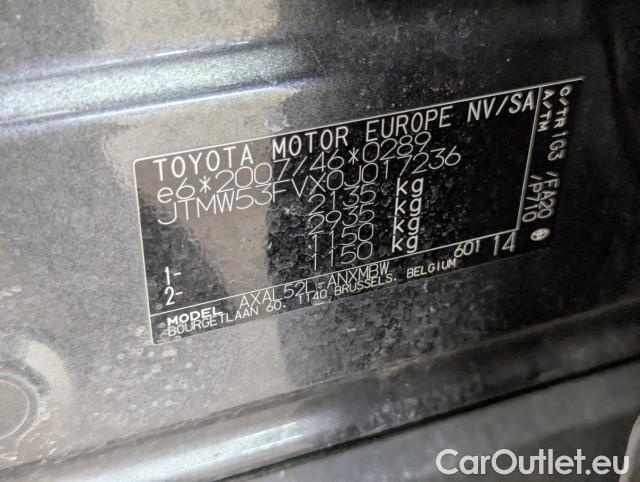 TOYOTA MOTOR EUROPE NV/SA
e6*2007/46*0289
JTMW53FVX0J017236
2135 kg
2935 kg
1- 1150 kg
2- 1150 kg
601 14
MODEL AXAL52L-ANXMBW
BOURGETLAAN 60, 1140 BRUSSELS, BELGIUM
C/TR 1G3 /FA20
A/TM /P710
CarOutlet.eu